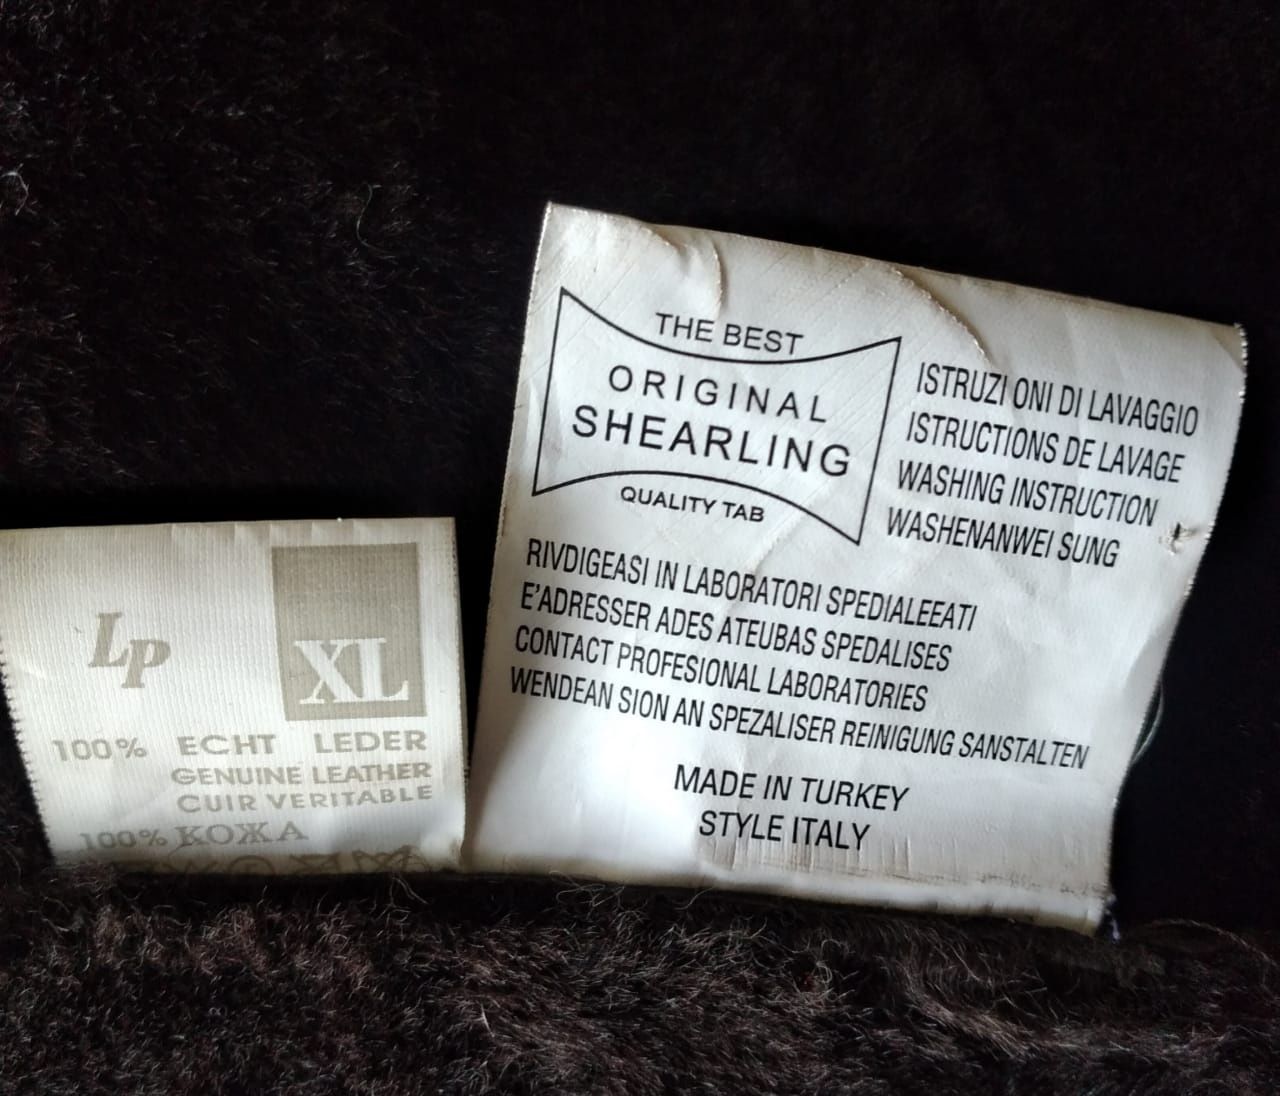 Lp
XL
100% ECHT LEDER
GENUINE LEATHER
CUIR VERITABLE
100% КОЖА
THE BEST
ORIGINAL
SHEARLING
QUALITY TAB
ISTRUZI ONI DI LAVAGGIO
ISTRUCTIONS DE LAVAGE
WASHING INSTRUCTION
WASHENANWEI SUNG
RIVDIGEASI IN LABORATORI SPEDIALEEATI
E'ADRESSER ADES ATEUBAS SPEDALISES
CONTACT PROFESIONAL LABORATORIES
WENDEAN SION AN SPEZALISER REINIGUNG SANSTALTEN
MADE IN TURKEY
STYLE ITALY